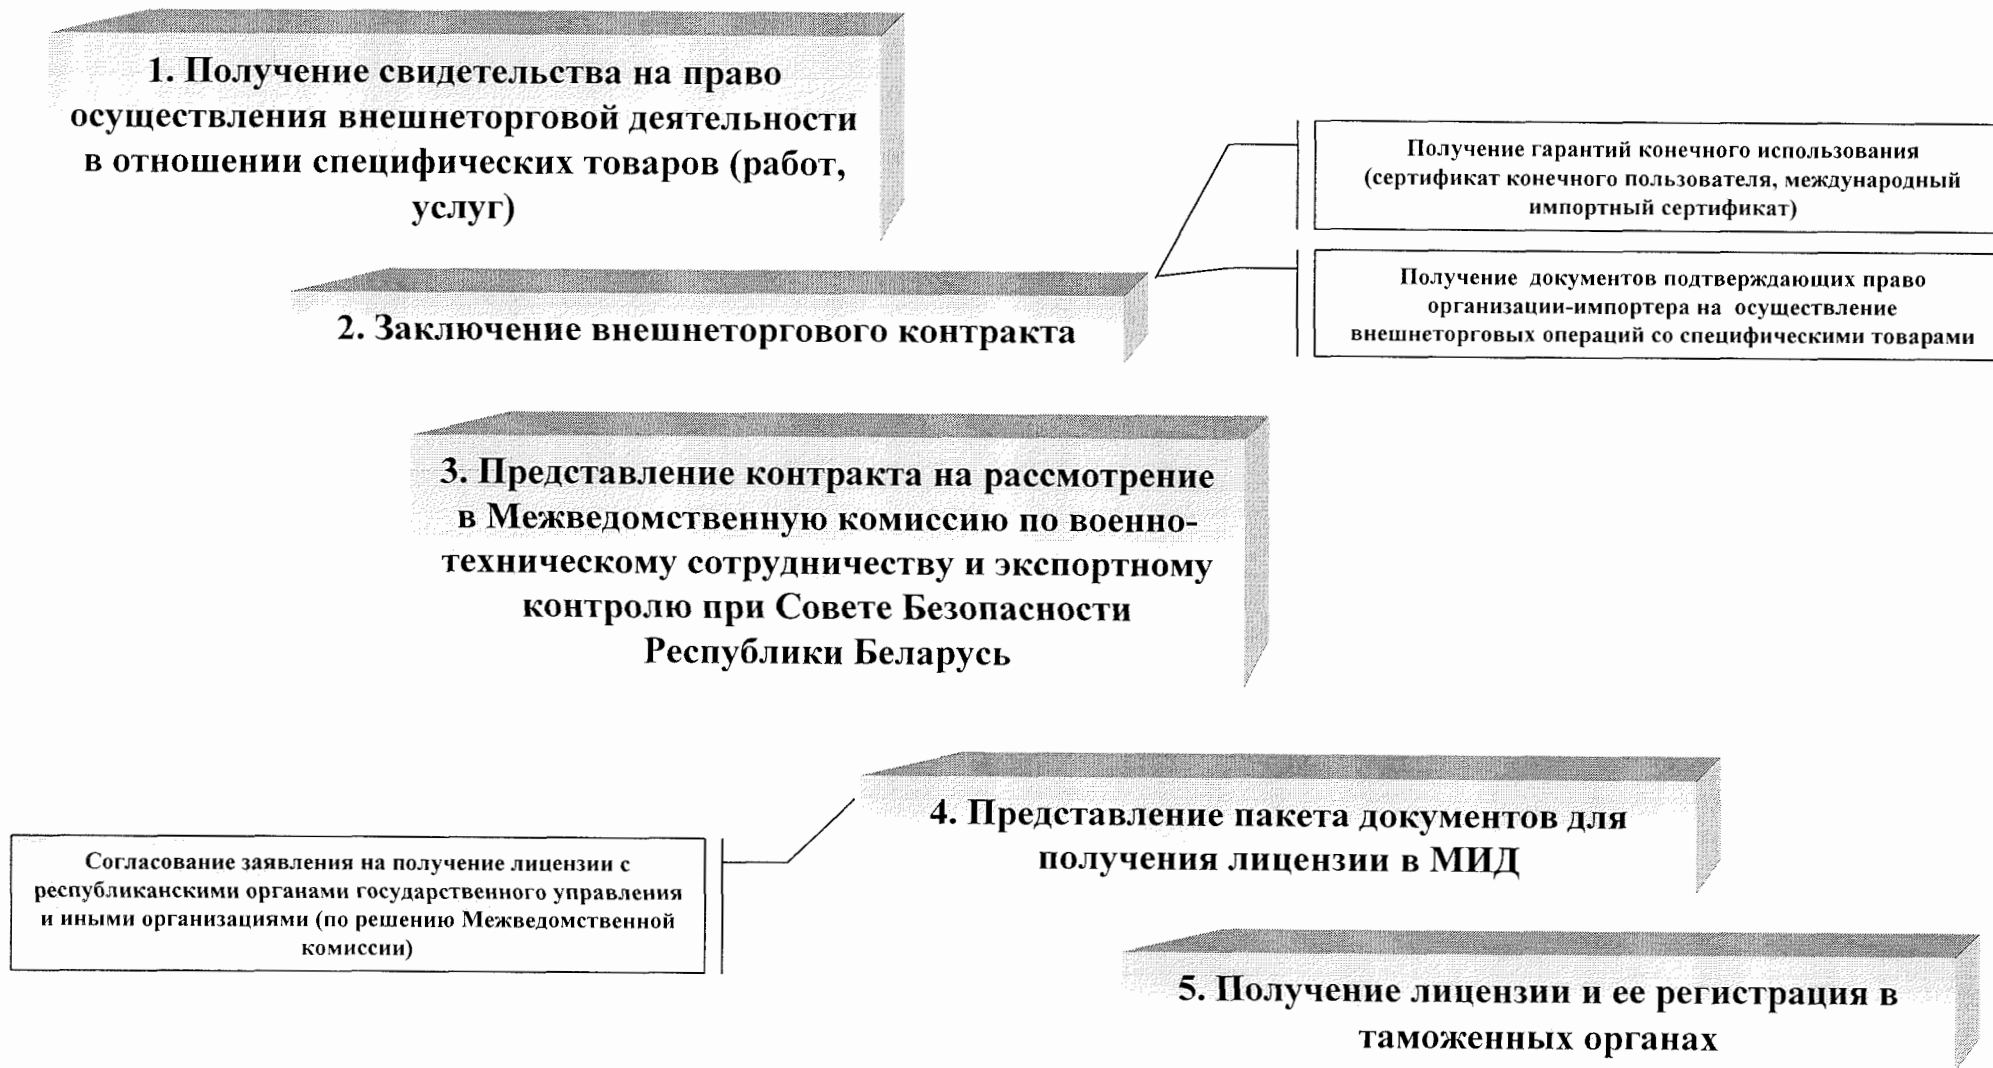 1. Получение свидетельства на право
осуществления внешнеторговой деятельности
в отношении специфических товаров (работ,
услуг)
Получение гарантий конечного использования
(сертификат конечного пользователя, международный
импортный сертификат)
Получение документов подтверждающих право
организации-импортера на осуществление
внешнеторговых операций со специфическими товарами
2. Заключение внешнеторгового контракта
3. Представление контракта на рассмотрение
в Межведомственную комиссию по военно-
техническому сотрудничеству и экспортному
контролю при Совете Безопасности
Республики Беларусь
4. Представление пакета документов для
получения лицензии в МИД
Согласование заявления на получение лицензии с
республиканскими органами государственного управления
и иными организациями (по решению Межведомственной
комиссии)
5. Получение лицензии и ее регистрация в
таможенных органах